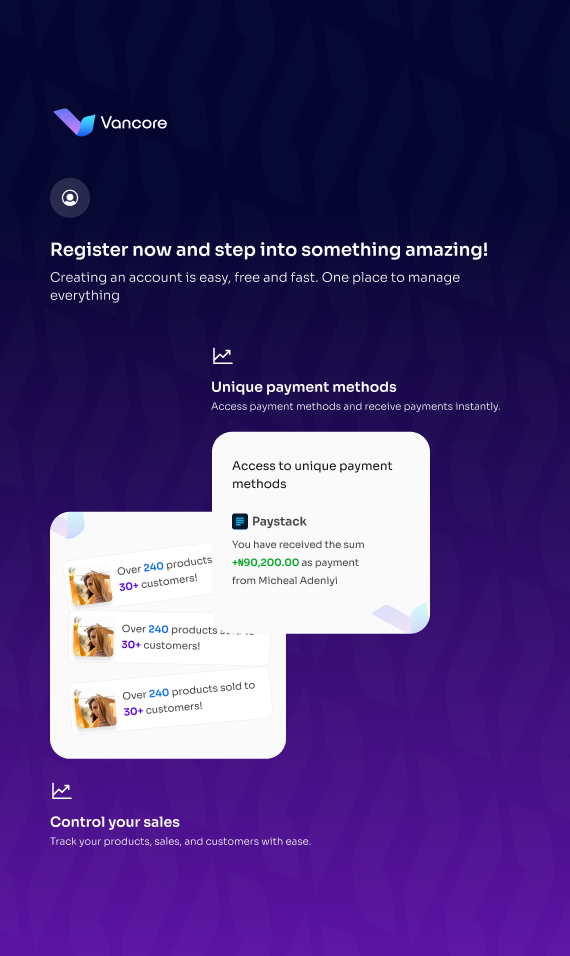 Vancore
Register now and step into something amazing!
Creating an account is easy, free and fast. One place to manage
everything
Unique payment methods
Access payment methods and receive payments instantly.
Access to unique payment
methods
Paystack
You have received the sum
+₦90,200.00 as payment
from Micheal Adeniyi
Over 240 products
30+ customers!
Over 240 products sold to
30+ customers!
Over 240 products sold to
30+ customers!
Control your sales
Track your products, sales, and customers with ease.